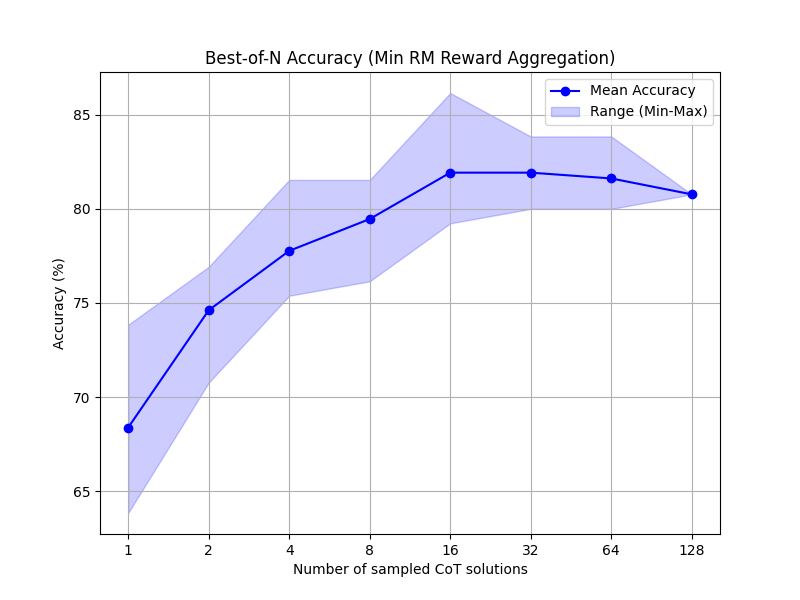 Best-of-N Accuracy (Min RM Reward Aggregation)
Mean Accuracy
Range (Min-Max)
85
80
75
70
65
Accuracy (%)
1 2 4 8 16 32 64 128
Number of sampled CoT solutions